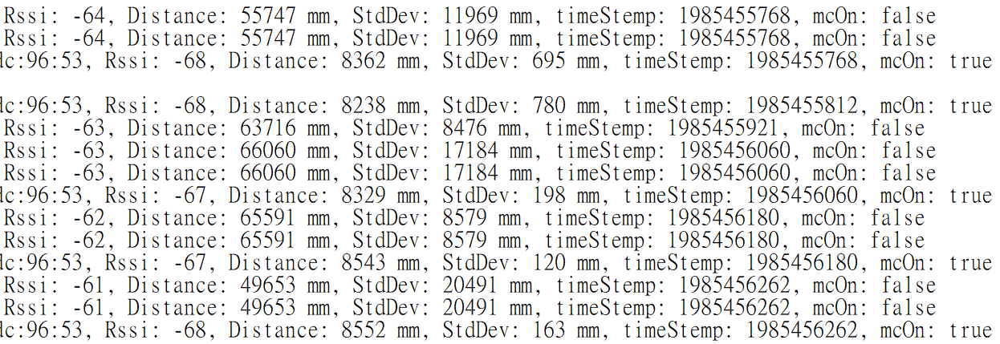 Rssi: -64, Distance: 55747 mm, StdDev: 11969 mm, timeStemp: 1985455768, mcOn: false
Rssi: -64, Distance: 55747 mm, StdDev: 11969 mm, timeStemp: 1985455768, mcOn: false
dc:96:53, Rssi: -68, Distance: 8362 mm, StdDev: 695 mm, timeStemp: 1985455768, mcOn: true
dc:96:53, Rssi: -68, Distance: 8238 mm, StdDev: 780 mm, timeStemp: 1985455812, mcOn: true
Rssi: -63, Distance: 63716 mm, StdDev: 8476 mm, timeStemp: 1985455921, mcOn: false
Rssi: -63, Distance: 66060 mm, StdDev: 17184 mm, timeStemp: 1985456060, mcOn: false
Rssi: -63, Distance: 66060 mm, StdDev: 17184 mm, timeStemp: 1985456060, mcOn: false
dc:96:53, Rssi: -67, Distance: 8329 mm, StdDev: 198 mm, timeStemp: 1985456060, mcOn: true
Rssi: -62, Distance: 65591 mm, StdDev: 8579 mm, timeStemp: 1985456180, mcOn: false
Rssi: -62, Distance: 65591 mm, StdDev: 8579 mm, timeStemp: 1985456180, mcOn: false
dc:96:53, Rssi: -67, Distance: 8543 mm, StdDev: 120 mm, timeStemp: 1985456180, mcOn: true
Rssi: -61, Distance: 49653 mm, StdDev: 20491 mm, timeStemp: 1985456262, mcOn: false
Rssi: -61, Distance: 49653 mm, StdDev: 20491 mm, timeStemp: 1985456262, mcOn: false
dc:96:53, Rssi: -68, Distance: 8552 mm, StdDev: 163 mm, timeStemp: 1985456262, mcOn: true